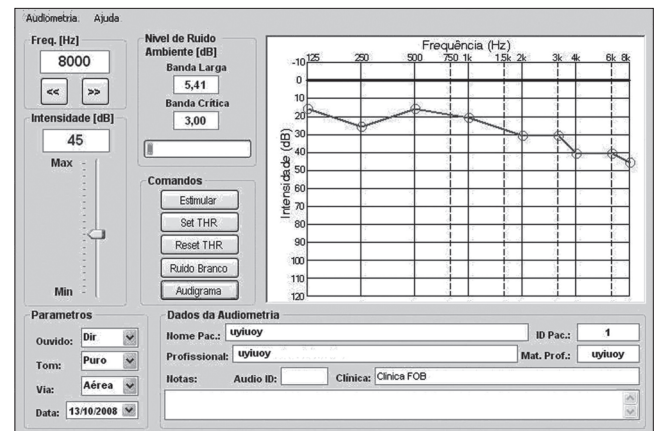 Audiometria. Ajuda
Freq. [Hz]
8000
<< >>
Intensidade [dB]
45
Max
Min
Nivel de Ruido
Ambiente [dB]
Banda Larga
5,41
Banda Crítica
3,00
Comandos
Estimular
Set THR
Reset THR
Ruido Branco
Audigrama
Frequência (Hz)
125 250 500 750 1k 1.5k 2k 3k 4k 6k 8k
Intensidade (dB)
-10
0
10
20
30
40
50
60
70
80
90
100
110
120
Parametros
Ouvido: Dir
Tom: Puro
Via: Aérea
Data: 13/10/2008
Dados da Audiometria
Nome Pac.: uyiuoy ID Pac.: 1
Profissional: uyiuoy Mat. Prof.: uyiuoy
Notas: Audio ID: Clínica: Clinica FOB